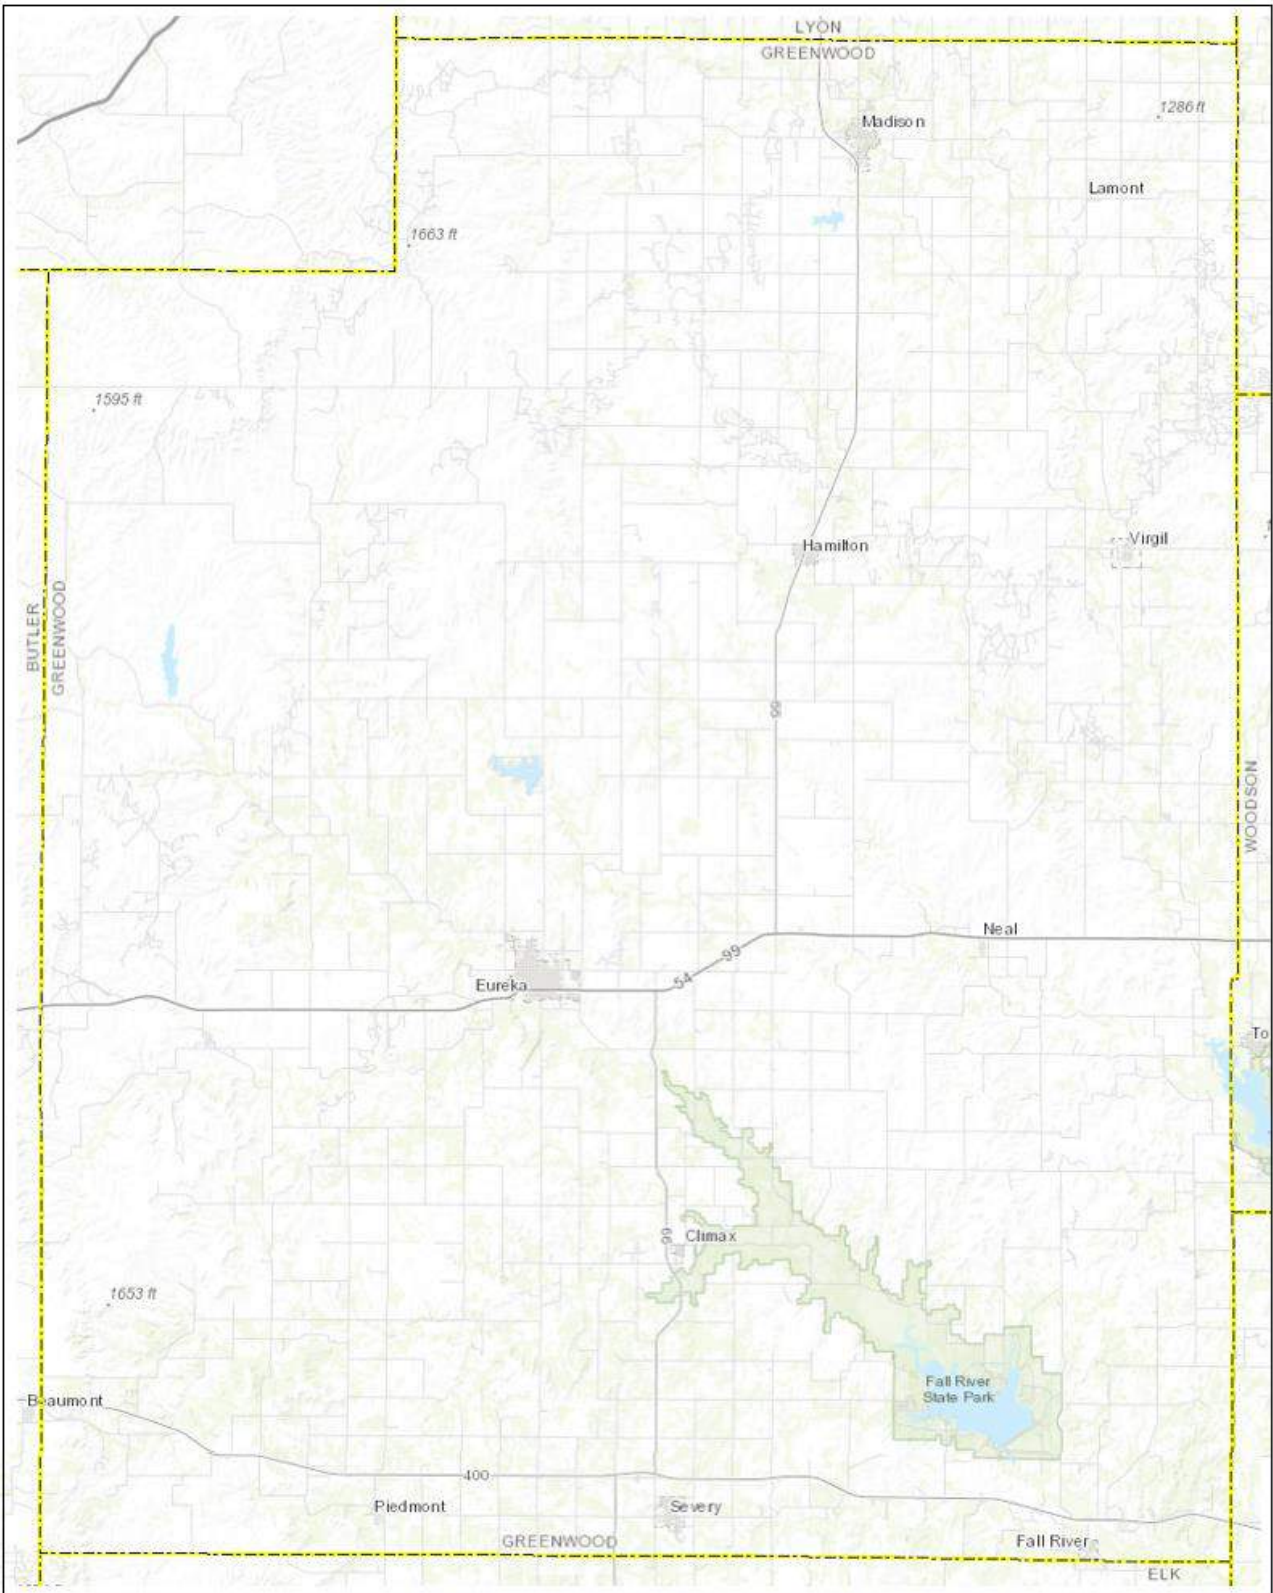 LYON
GREENWOOD
1286 ft
Madison
Lamont
1663 ft
1595 ft
Hamilton
Virgil
BUTLER
GREENWOOD
99
WOODSON
Neal
99
54
Eureka
To
99
Climax
1653 ft
Fall River
State Park
Beaumont
400
Piedmont
Severy
GREENWOOD
Fall River
ELK